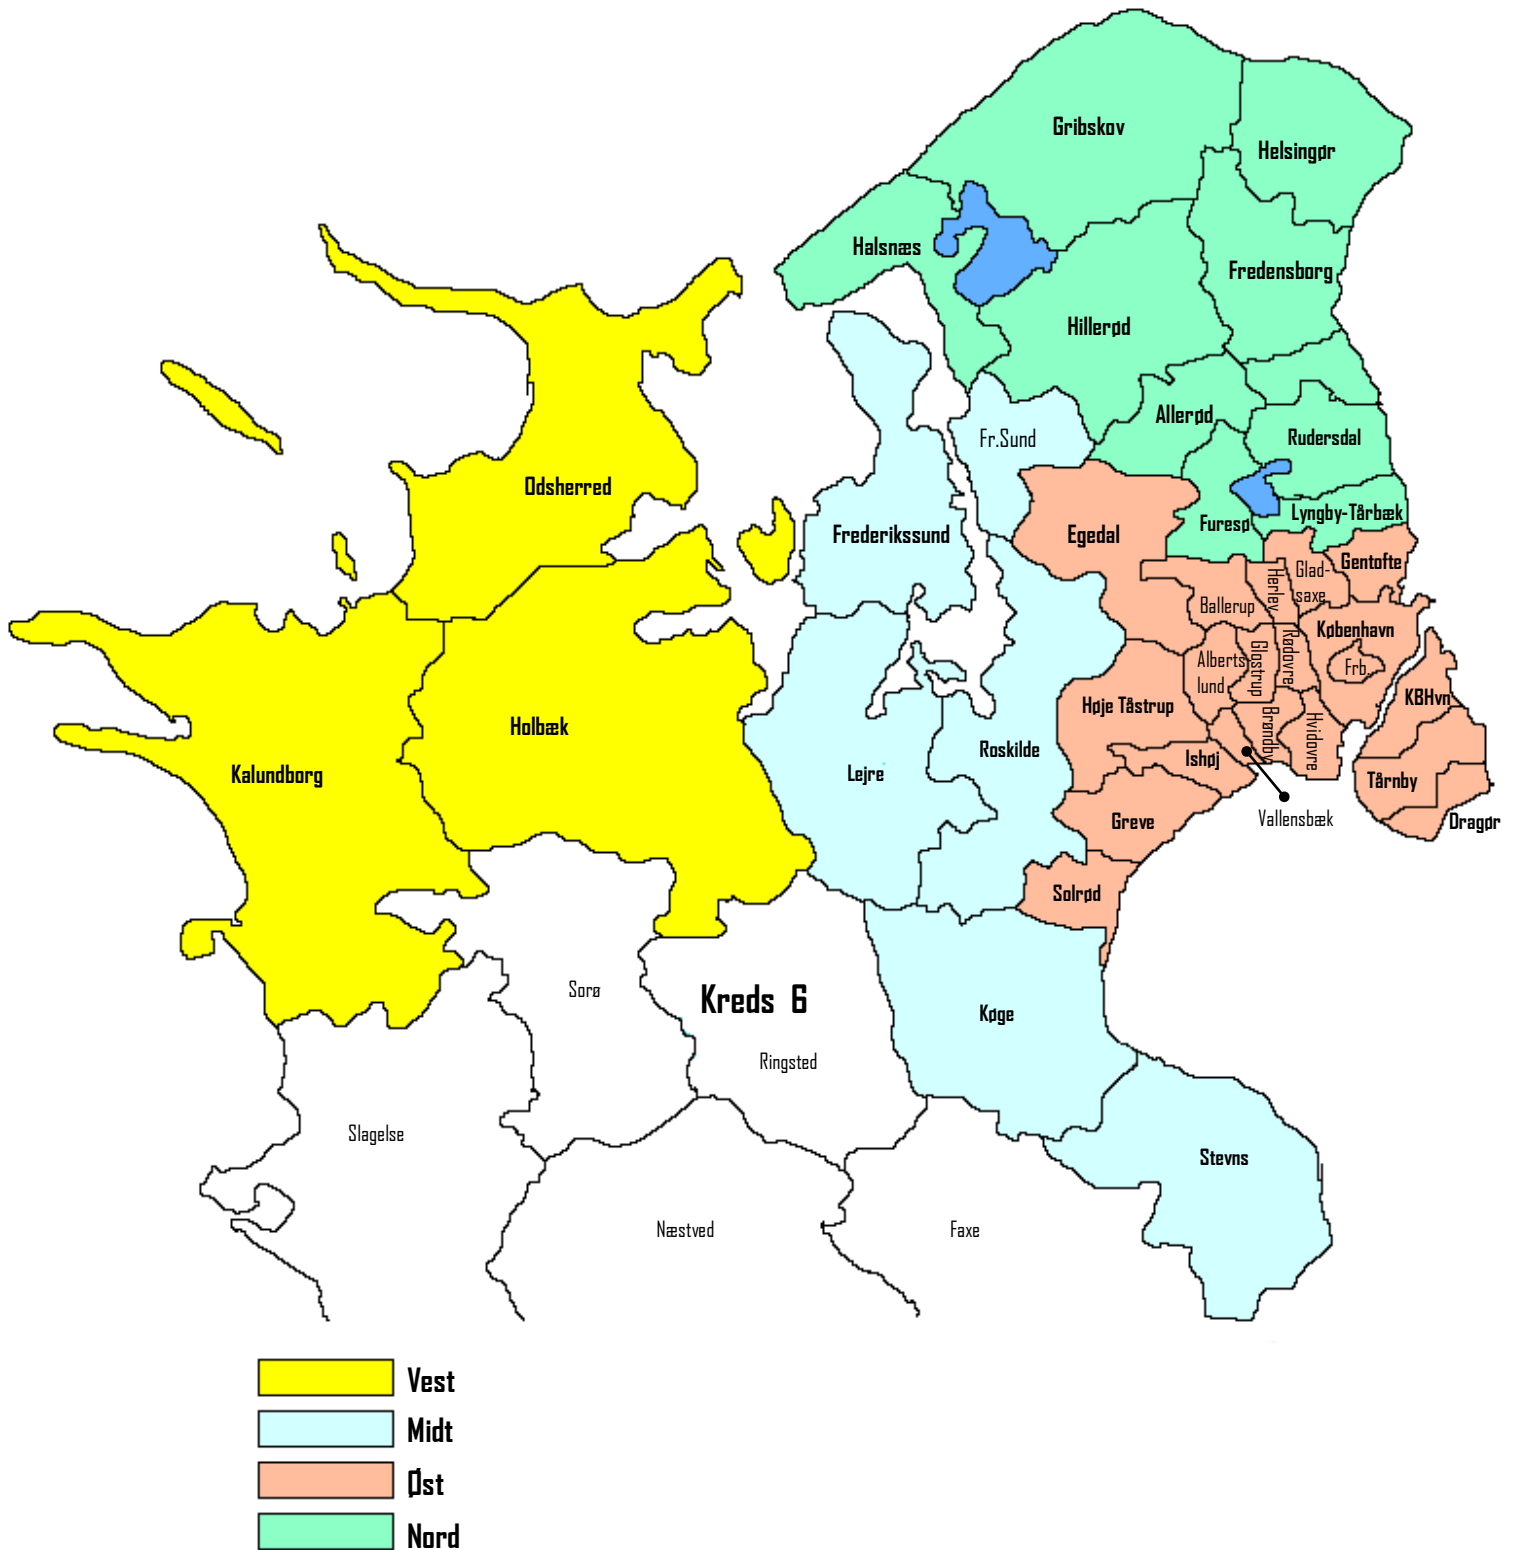 Gribskov
Helsingør
Halsnæs
Fredensborg
Hillerød
Allerød
Rudersdal
Fr.Sund
Odsherred
Lyngby-Tårbæk
Furesø
Frederikssund
Egedal
Gentofte
Glad-
saxe
Herlev
Ballerup
København
Rødovre
Glostrup
Alberts
lund
Frb.
KBHvn
Høje Tåstrup
Holbæk
Brøndby
Hvidovre
Roskilde
Ishøj
Kalundborg
Lejre
Tårnby
Vallensbæk
Greve
Dragør
Solrød
Sorø
Kreds 6
Køge
Ringsted
Slagelse
Stevns
Næstved
Faxe
Vest
Midt
Øst
Nord